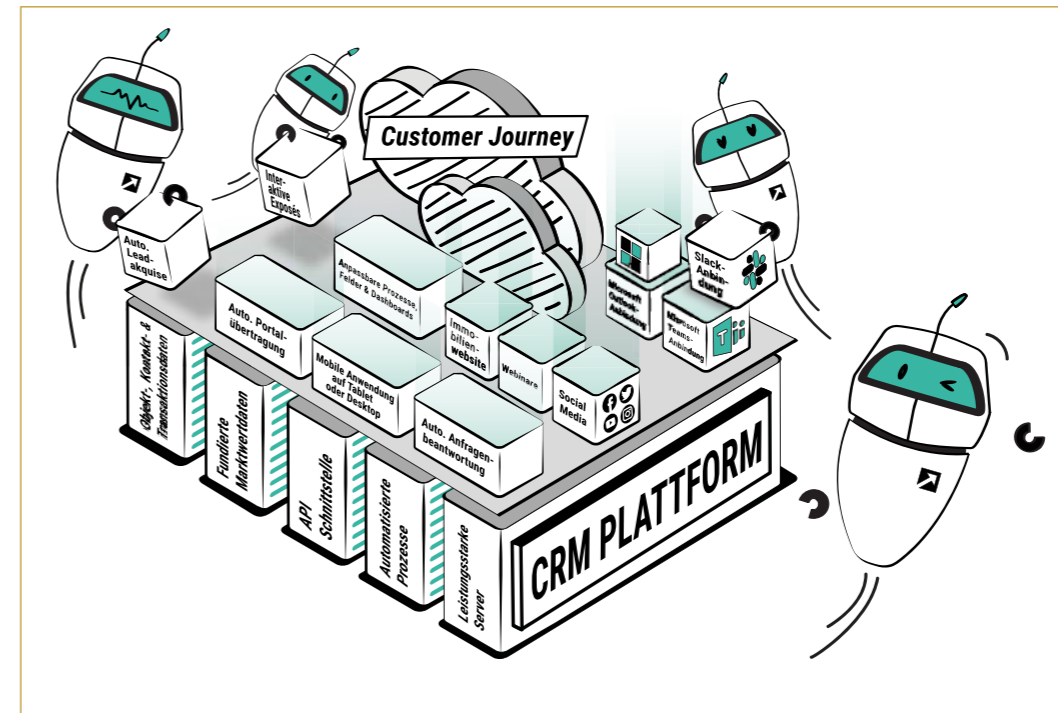 Customer Journey
Inter-
aktive
Exposés
Auto.
Lead-
akquise
Anpassbare Prozesse,
Felder & Dashboards
Slack-
Anbin-
dung
Microsoft
Outlook-
Anbindung
Microsoft
Teams-
Anbindung
T
Auto. Portal-
übertragung
Immo-
bilien-
website
Webinare
Mobile Anwendung
auf Tablet
oder Desktop
Social
Media
Auto. Anfragen-
beantwortung
Objekt-, Kontakt- &
Transaktionsdaten
Fundierte
Marktwertdaten
API
Schnittstelle
Automatisierte
Prozesse
Leistungsstarke
Server
CRM PLATTFORM